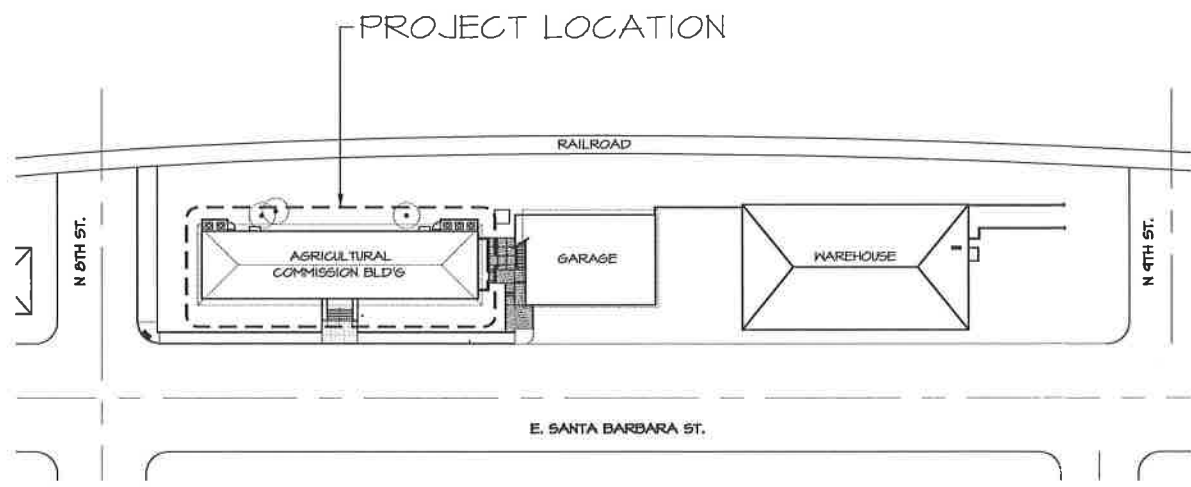 PROJECT LOCATION
RAILROAD
N 8TH ST.
AGRICULTURAL
COMMISSION BLD'G
GARAGE
WAREHOUSE
N 9TH ST.
E. SANTA BARBARA ST.